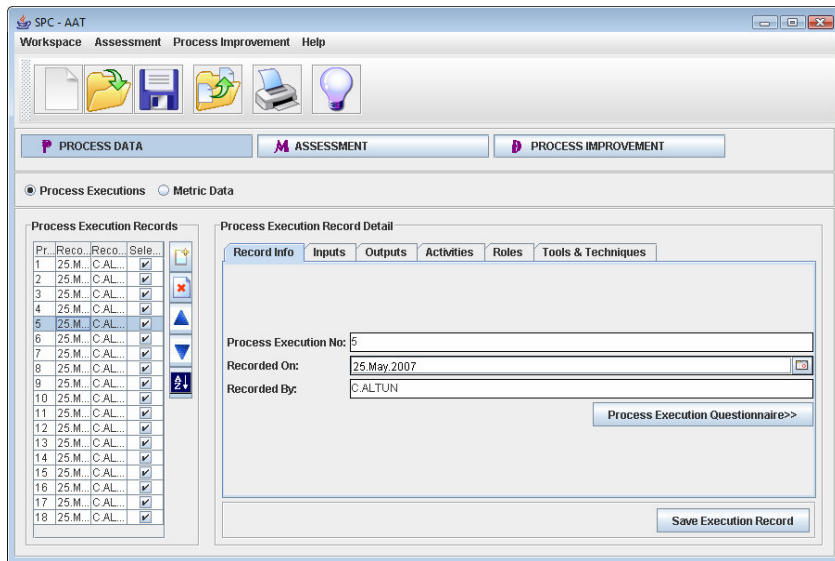 SPC - AAT
Workspace Assessment Process Improvement Help
P PROCESS DATA M ASSESSMENT D PROCESS IMPROVEMENT
Process Executions Metric Data
Process Execution Records
Pr... Reco... Reco... Sele...
1 25.M... C.AL...
2 25.M... C.AL...
3 25.M... C.AL...
4 25.M... C.AL...
5 25.M... C.AL...
6 25.M... C.AL...
7 25.M... C.AL...
8 25.M... C.AL...
9 25.M... C.AL...
10 25.M... C.AL...
11 25.M... C.AL...
12 25.M... C.AL...
13 25.M... C.AL...
14 25.M... C.AL...
15 25.M... C.AL...
16 25.M... C.AL...
17 25.M... C.AL...
18 25.M... C.AL...
A Z
Process Execution Record Detail
Record Info Inputs Outputs Activities Roles Tools & Techniques
Process Execution No: 5
Recorded On: 25.May.2007
Recorded By: C.ALTUN
Process Execution Questionnaire>>
Save Execution Record